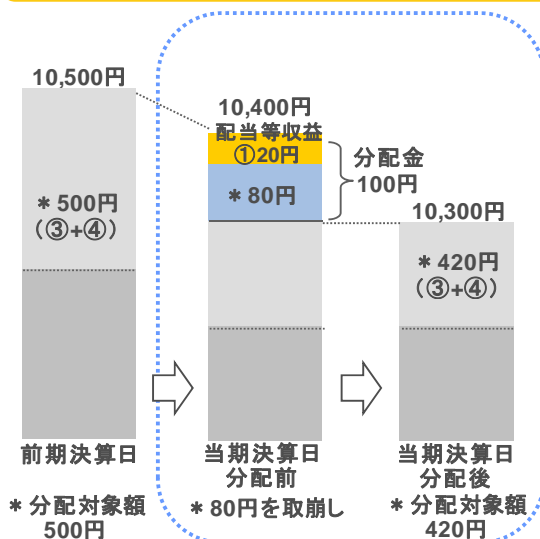 10,500円
＊500円
（③+④）
前期決算日
＊分配対象額
500円
10,400円
配当等収益
①20円
＊80円
分配金
100円
当期決算日
分配前
＊80円を取崩し
10,300円
＊420円
（③+④）
当期決算日
分配後
＊分配対象額
420円